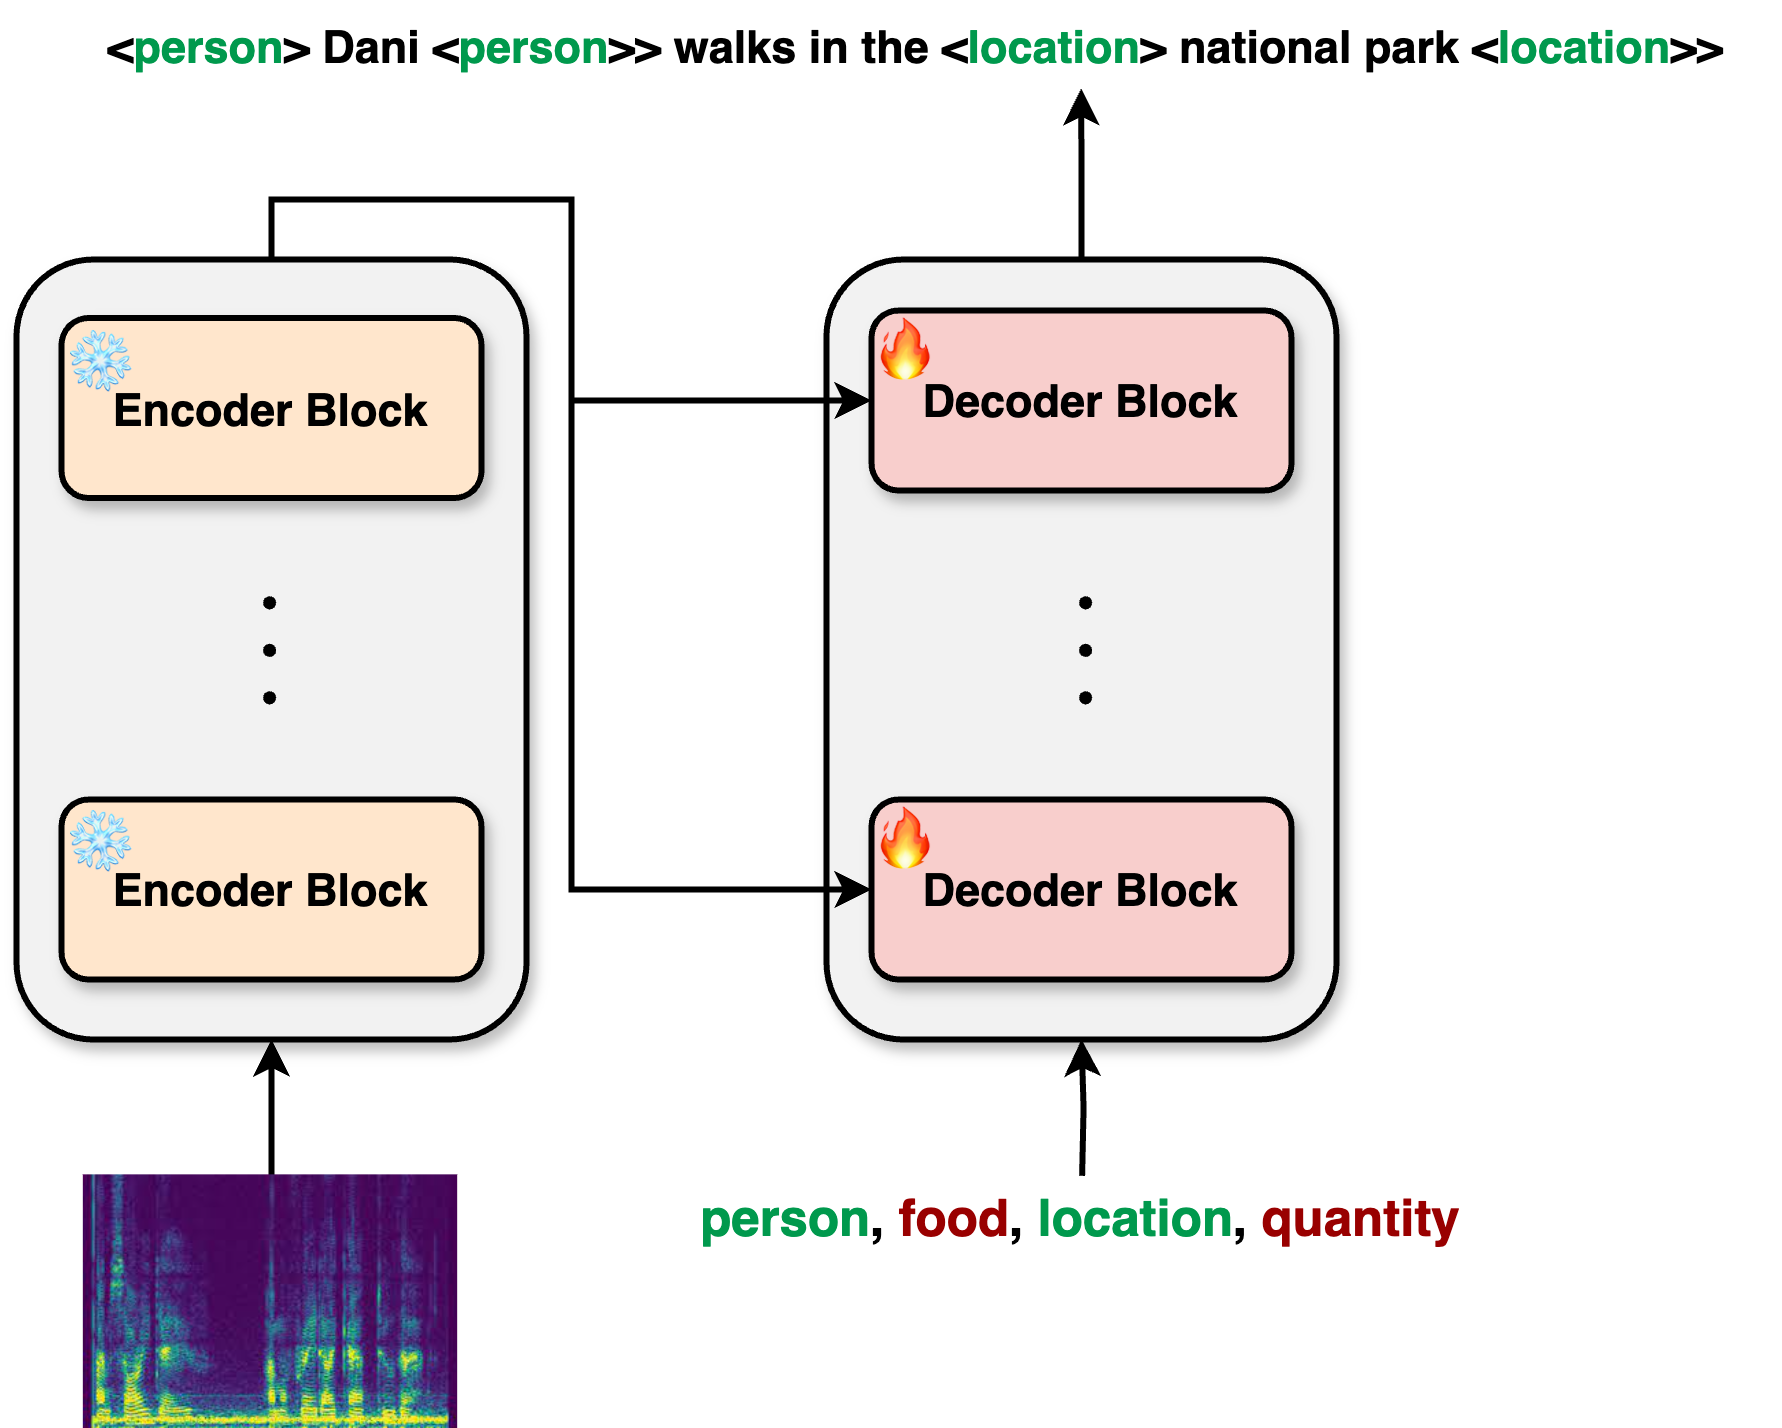 <person> Dani <person>> walks in the <location> national park <location>>
Encoder Block
Decoder Block
Encoder Block
Decoder Block
person, food, location, quantity